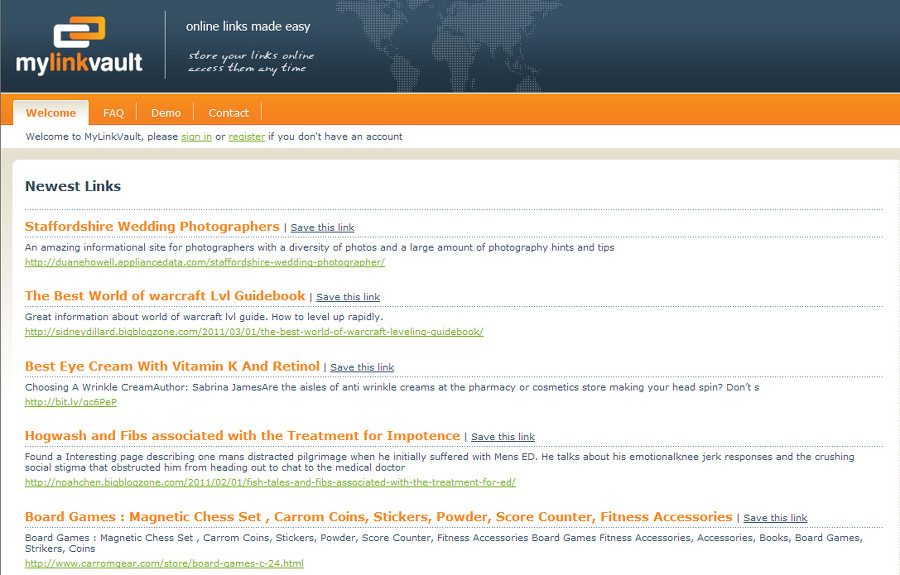 mylinkvault
online links made easy
store your links online
access them any time
Welcome
FAQ
Demo
Contact
Welcome to MyLinkVault, please sign in or register if you don't have an account
Newest Links
Staffordshire Wedding Photographers | Save this link
An amazing informational site for photographers with a diversity of photos and a large amount of photography hints and tips
http://duanehowell.appliancedata.com/staffordshire-wedding-photographer/
The Best World of warcraft Lvl Guidebook | Save this link
Great information about world of warcraft lvl guide. How to level up rapidly.
http://sidneydillard.bigblogzone.com/2011/03/01/the-best-world-of-warcraft-leveling-guidebook/
Best Eye Cream With Vitamin K And Retinol | Save this link
Choosing A Wrinkle CreamAuthor: Sabrina JamesAre the aisles of anti wrinkle creams at the pharmacy or cosmetics store making your head spin? Don’t s
http://bit.ly/gc6PeP
Hogwash and Fibs associated with the Treatment for Impotence | Save this link
Found a Interesting page describing one mans distracted pilgrimage when he initially suffered with Mens ED. He talks about his emotionalknee jerk responses and the crushing
social stigma that obstructed him from heading out to chat to the medical doctor
http://noahchen.bigblogzone.com/2011/02/01/fish-tales-and-fibs-associated-with-the-treatment-for-ed/
Board Games : Magnetic Chess Set , Carrom Coins, Stickers, Powder, Score Counter, Fitness Accessories | Save this link
Board Games : Magnetic Chess Set , Carrom Coins, Stickers, Powder, Score Counter, Fitness Accessories Board Games Fitness Accessories, Accessories, Books, Board Games,
Strikers, Coins
http://www.carromgear.com/store/board-games-c-24.html